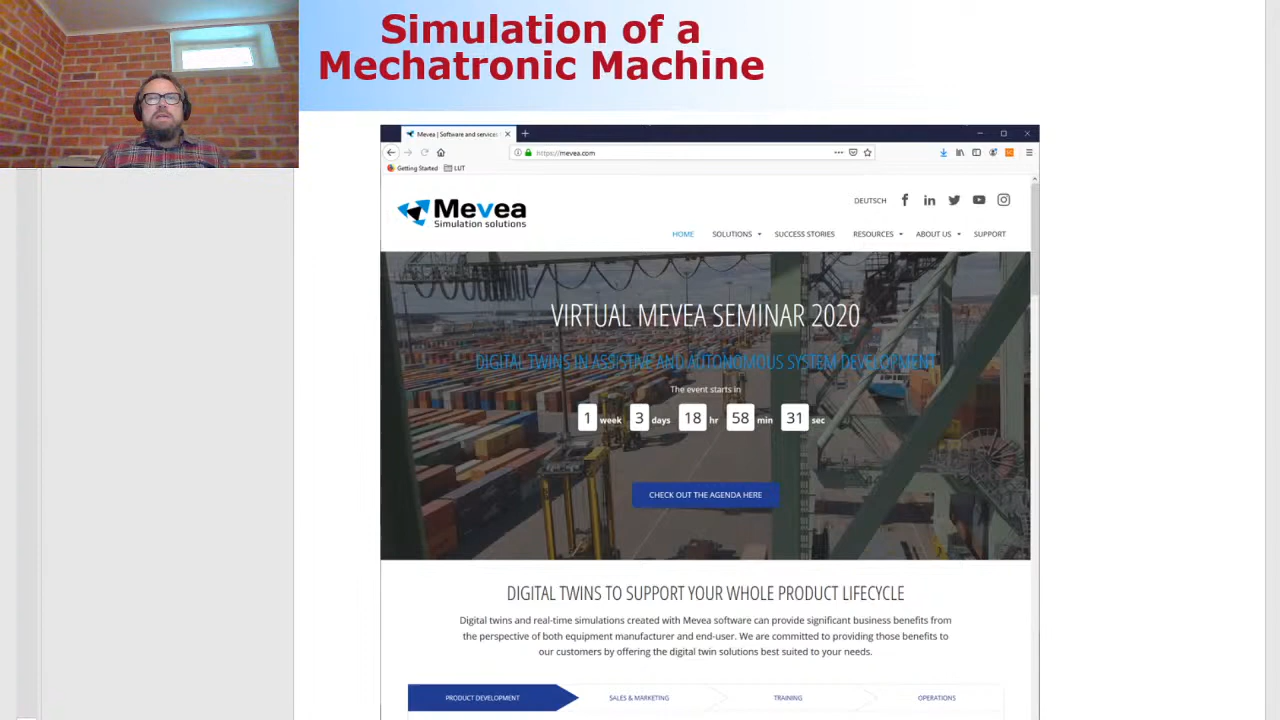 Simulation of a
Mechatronic Machine
Mevea | Software and services
https://mevea.com
Getting Started LUT
Mevea
Simulation solutions
DEUTSCH
HOME SOLUTIONS SUCCESS STORIES RESOURCES ABOUT US SUPPORT
VIRTUAL MEVEA SEMINAR 2020
DIGITAL TWINS IN ASSISTIVE AND AUTONOMOUS SYSTEM DEVELOPMENT
The event starts in
1 week 3 days 18 hr 58 min 31 sec
CHECK OUT THE AGENDA HERE
DIGITAL TWINS TO SUPPORT YOUR WHOLE PRODUCT LIFECYCLE
Digital twins and real-time simulations created with Mevea software can provide significant business benefits from
the perspective of both equipment manufacturer and end-user. We are committed to providing those benefits to
our customers by offering the digital twin solutions best suited to your needs.
PRODUCT DEVELOPMENT SALES & MARKETING TRAINING OPERATIONS